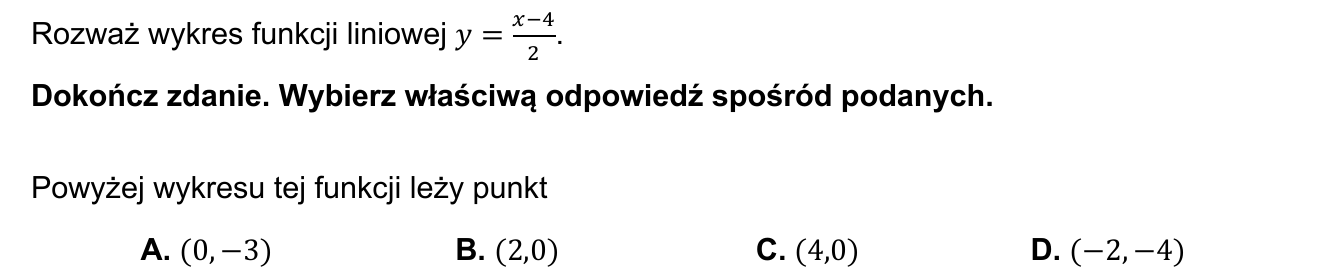 Rozważ wykres funkcji liniowej $y = \frac{x-4}{2}$.
Dokończ zdanie. Wybierz właściwą odpowiedź spośród podanych.
Powyżej wykresu tej funkcji leży punkt
A. (0, −3) B. (2,0) C. (4,0) D. (−2, −4)